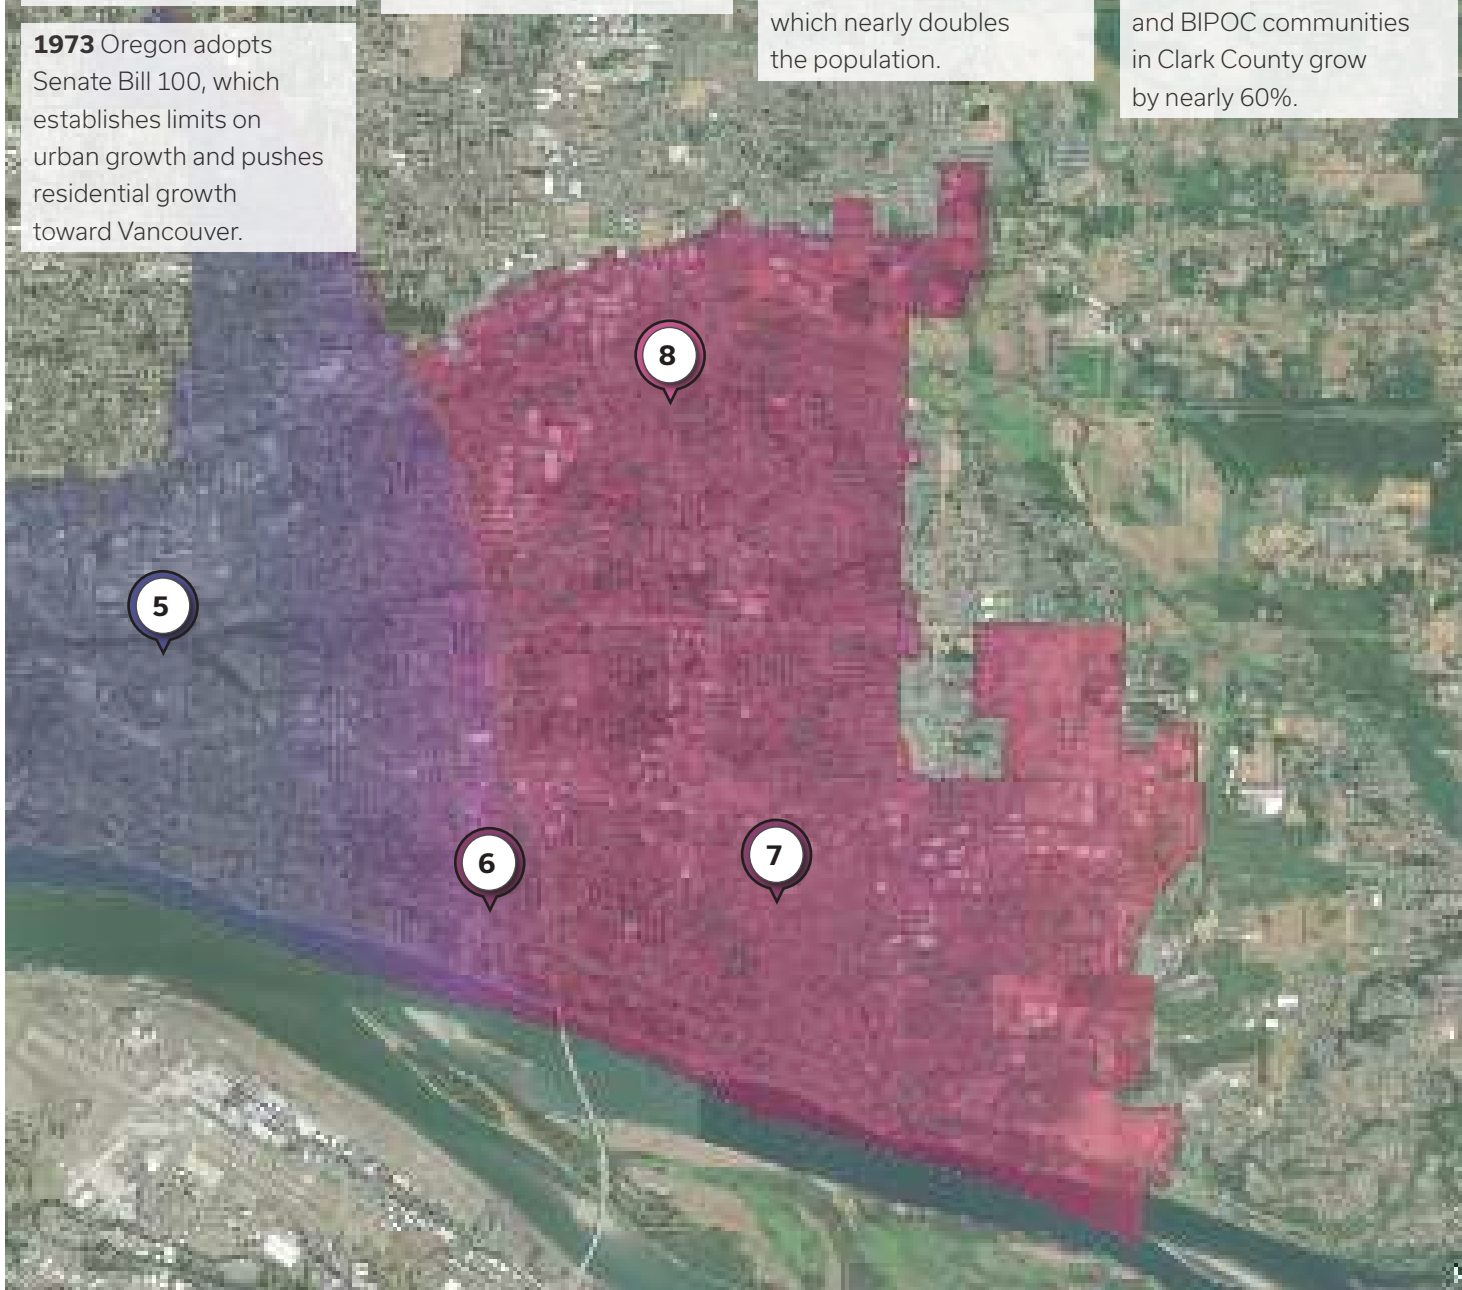 1973 Oregon adopts
Senate Bill 100, which
establishes limits on
urban growth and pushes
residential growth
toward Vancouver.
which nearly doubles
the population.
and BIPOC communities
in Clark County grow
by nearly 60%.
8
5
6
7